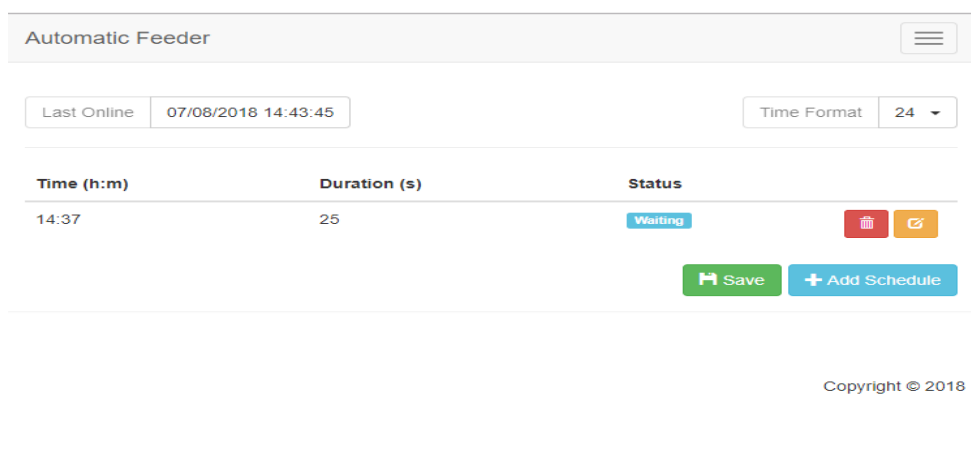 Automatic Feeder
Last Online 07/08/2018 14:43:45 Time Format 24
Time (h:m) Duration (s) Status
14:37 25 Waiting
Save Add Schedule
Copyright © 2018